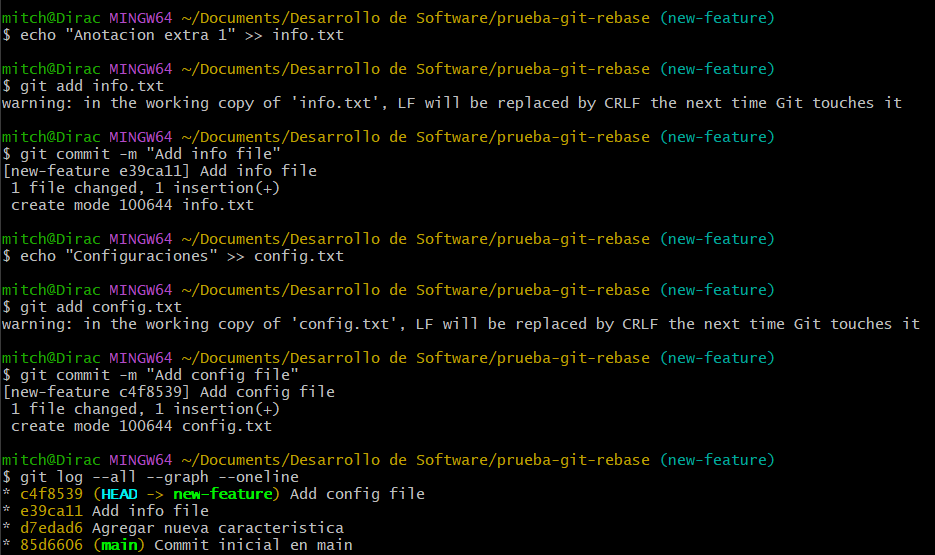 mitch@Dirac MINGW64 ~/Documents/Desarrollo de Software/prueba-git-rebase (new-feature)
$ echo "Anotacion extra 1" >> info.txt
mitch@Dirac MINGW64 ~/Documents/Desarrollo de Software/prueba-git-rebase (new-feature)
$ git add info.txt
warning: in the working copy of 'info.txt', LF will be replaced by CRLF the next time Git touches it
mitch@Dirac MINGW64 ~/Documents/Desarrollo de Software/prueba-git-rebase (new-feature)
$ git commit -m "Add info file"
[new-feature e39ca11] Add info file
 1 file changed, 1 insertion(+)
 create mode 100644 info.txt
mitch@Dirac MINGW64 ~/Documents/Desarrollo de Software/prueba-git-rebase (new-feature)
$ echo "Configuraciones" >> config.txt
mitch@Dirac MINGW64 ~/Documents/Desarrollo de Software/prueba-git-rebase (new-feature)
$ git add config.txt
warning: in the working copy of 'config.txt', LF will be replaced by CRLF the next time Git touches it
mitch@Dirac MINGW64 ~/Documents/Desarrollo de Software/prueba-git-rebase (new-feature)
$ git commit -m "Add config file"
[new-feature c4f8539] Add config file
 1 file changed, 1 insertion(+)
 create mode 100644 config.txt
mitch@Dirac MINGW64 ~/Documents/Desarrollo de Software/prueba-git-rebase (new-feature)
$ git log --all --graph --oneline
* c4f8539 (HEAD -> new-feature) Add config file
* e39ca11 Add info file
* d7edad6 Agregar nueva caracteristica
* 85d6606 (main) Commit inicial en main